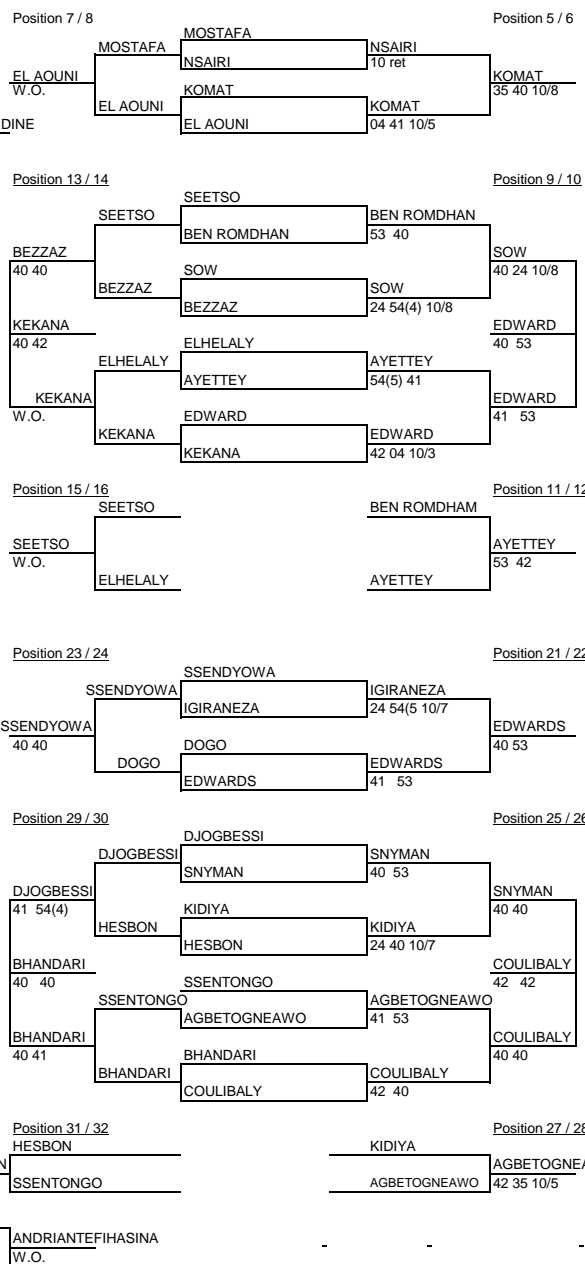 Position 7 / 8 Position 5 / 6
MOSTAFA
MOSTAFA NSAIRI
NSAIRI 10 ret
EL AOUNI KOMAT
W.O. KOMAT 35 40 10/8
EL AOUNI KOMAT
DINE EL AOUNI 04 41 10/5
Position 13 / 14 Position 9 / 10
SEETSO
SEETSO BEN ROMDHAN
BEN ROMDHAN 53 40
BEZZAZ SOW
40 40 SOW 40 24 10/8
BEZZAZ SOW
BEZZAZ 24 54(4) 10/8
KEKANA EDWARD
40 42 ELHELALY 40 53
ELHELALY AYETTEY
AYETTEY 54(5) 41
KEKANA EDWARD
W.O. EDWARD 41 53
KEKANA EDWARD
KEKANA 42 04 10/3
Position 15 / 16 Position 11 / 12
SEETSO BEN ROMDHAM
SEETSO AYETTEY
W.O. 53 42
ELHELALY AYETTEY
Position 23 / 24 Position 21 / 22
SSENDYOWA
SSENDYOWA IGIRANEZA
IGIRANEZA 24 54(5 10/7
SSENDYOWA EDWARDS
40 40 DOGO 40 53
DOGO EDWARDS
EDWARDS 41 53
Position 29 / 30 Position 25 / 26
DJOGBESSI
DJOGBESSI SNYMAN
SNYMAN 40 53
DJOGBESSI SNYMAN
41 54(4) KIDIYA 40 40
HESBON KIDIYA
HESBON 24 40 10/7
BHANDARI COULIBALY
40 40 SSENTONGO 42 42
SSENTONGO AGBETOGNEAWO
AGBETOGNEAWO 41 53
BHANDARI COULIBALY
40 41 BHANDARI 40 40
BHANDARI COULIBALY
COULIBALY 42 40
Position 31 / 32 Position 27 / 28
HESBON KIDIYA
N AGBETOGNEA
SSENTONGO AGBETOGNEAWO 42 35 10/5
ANDRIANTEFIHASINA - - -
W.O.